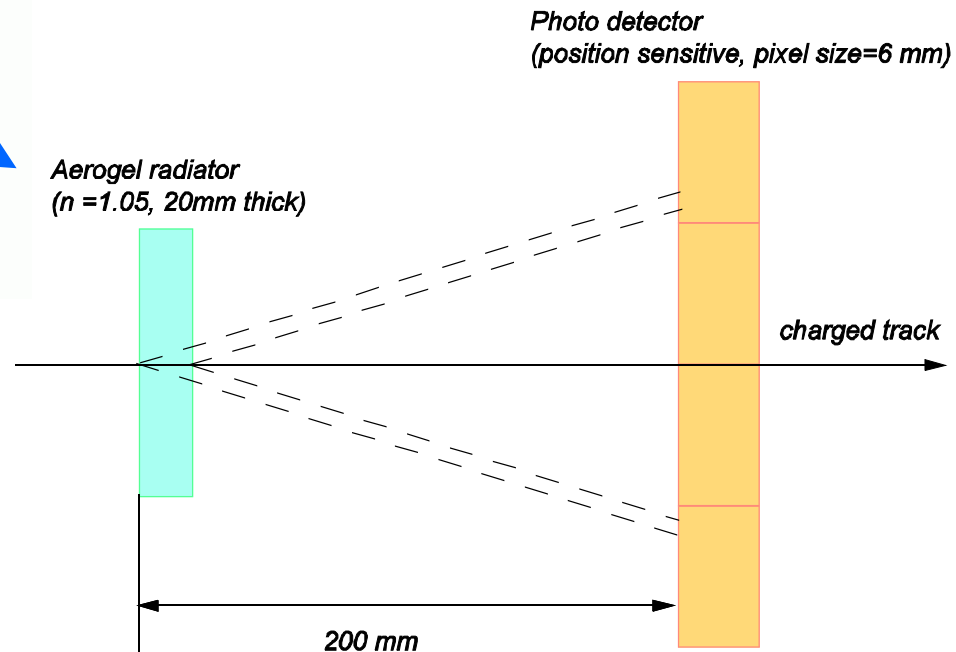 Photo detector
(position sensitive, pixel size=6 mm)
Aerogel radiator
(n =1.05, 20mm thick)
charged track
200 mm